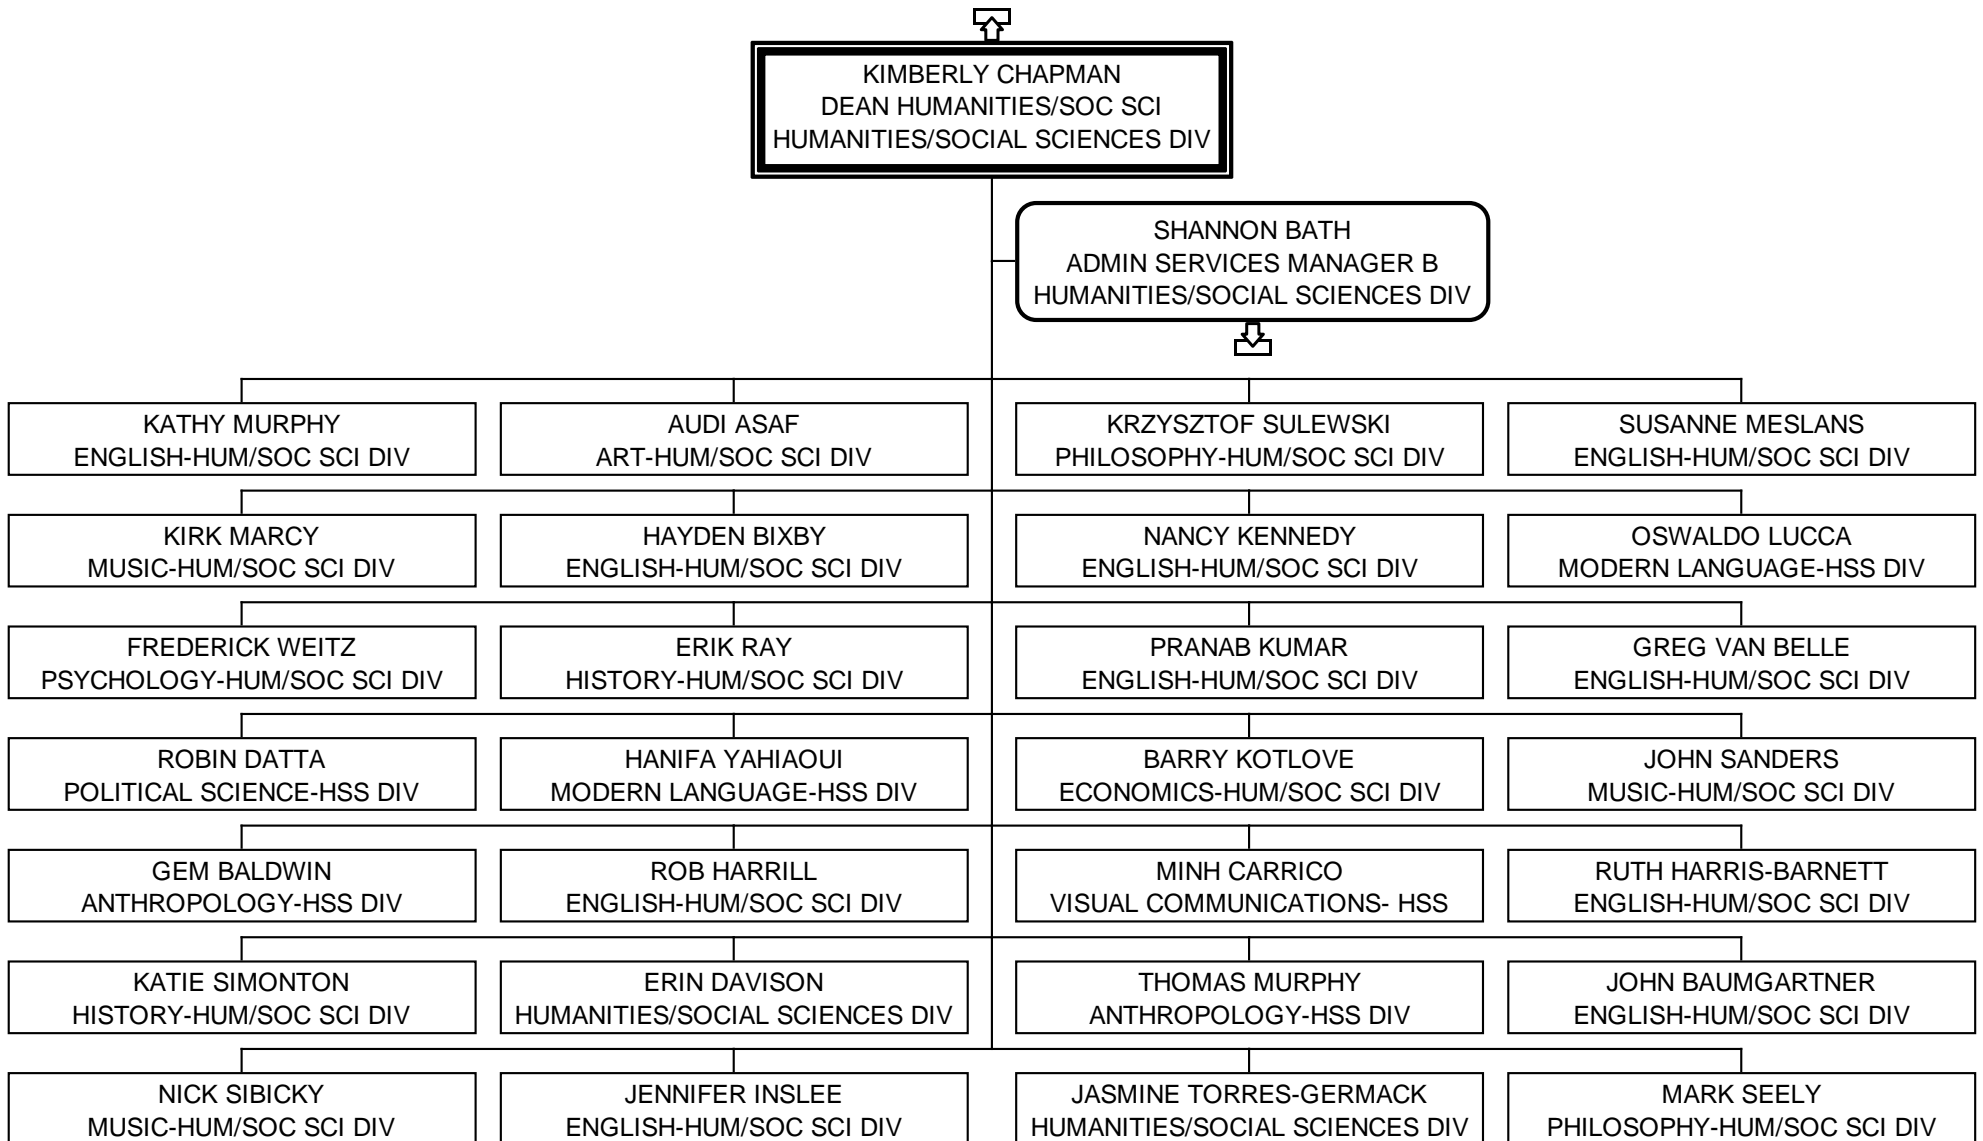 KIMBERLY CHAPMAN
DEAN HUMANITIES/SOC SCI
HUMANITIES/SOCIAL SCIENCES DIV
SHANNON BATH
ADMIN SERVICES MANAGER B
HUMANITIES/SOCIAL SCIENCES DIV
KATHY MURPHY
ENGLISH-HUM/SOC SCI DIV
AUDI ASAF
ART-HUM/SOC SCI DIV
KRZYSZTOF SULEWSKI
PHILOSOPHY-HUM/SOC SCI DIV
SUSANNE MESLANS
ENGLISH-HUM/SOC SCI DIV
KIRK MARCY
MUSIC-HUM/SOC SCI DIV
HAYDEN BIXBY
ENGLISH-HUM/SOC SCI DIV
NANCY KENNEDY
ENGLISH-HUM/SOC SCI DIV
OSWALDO LUCCA
MODERN LANGUAGE-HSS DIV
FREDERICK WEITZ
PSYCHOLOGY-HUM/SOC SCI DIV
ERIK RAY
HISTORY-HUM/SOC SCI DIV
PRANAB KUMAR
ENGLISH-HUM/SOC SCI DIV
GREG VAN BELLE
ENGLISH-HUM/SOC SCI DIV
ROBIN DATTA
POLITICAL SCIENCE-HSS DIV
HANIFA YAHIAOUI
MODERN LANGUAGE-HSS DIV
BARRY KOTLOVE
ECONOMICS-HUM/SOC SCI DIV
JOHN SANDERS
MUSIC-HUM/SOC SCI DIV
GEM BALDWIN
ANTHROPOLOGY-HSS DIV
ROB HARRILL
ENGLISH-HUM/SOC SCI DIV
MINH CARRICO
VISUAL COMMUNICATIONS- HSS
RUTH HARRIS-BARNETT
ENGLISH-HUM/SOC SCI DIV
KATIE SIMONTON
HISTORY-HUM/SOC SCI DIV
ERIN DAVISON
HUMANITIES/SOCIAL SCIENCES DIV
THOMAS MURPHY
ANTHROPOLOGY-HSS DIV
JOHN BAUMGARTNER
ENGLISH-HUM/SOC SCI DIV
NICK SIBICKY
MUSIC-HUM/SOC SCI DIV
JENNIFER INSLEE
ENGLISH-HUM/SOC SCI DIV
JASMINE TORRES-GERMACK
HUMANITIES/SOCIAL SCIENCES DIV
MARK SEELY
PHILOSOPHY-HUM/SOC SCI DIV